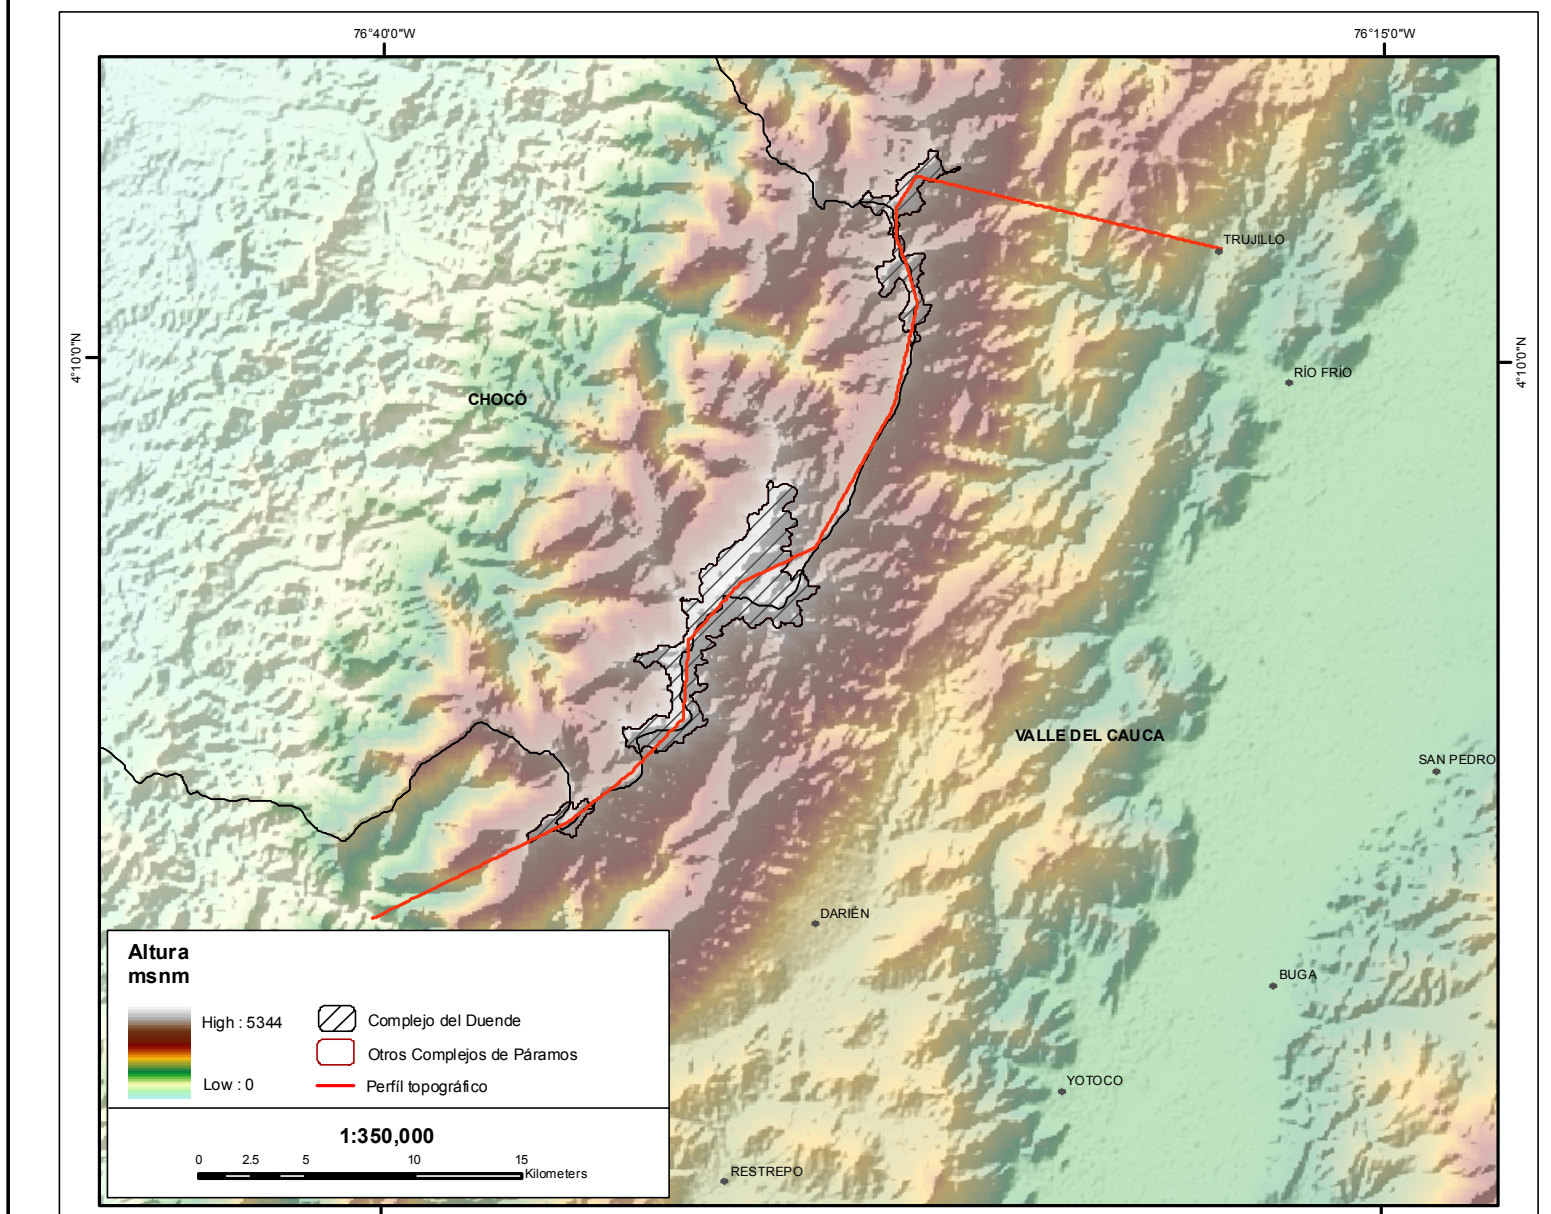 76°40'0"W
76°15'0"W
TRUJILLO
4°10'0"N
4°10'0"N
RÍO FRÍO
CHOCÓ
VALLE DEL CAUCA
SAN PEDRO
DARIÉN
BUGA
YOTOCO
RESTREPO
Altura
msnm
High : 5344
Low : 0
Complejo del Duende
Otros Complejos de Páramos
Perfíl topográfico
1:350,000
0 2.5 5 10 15
Kilometers